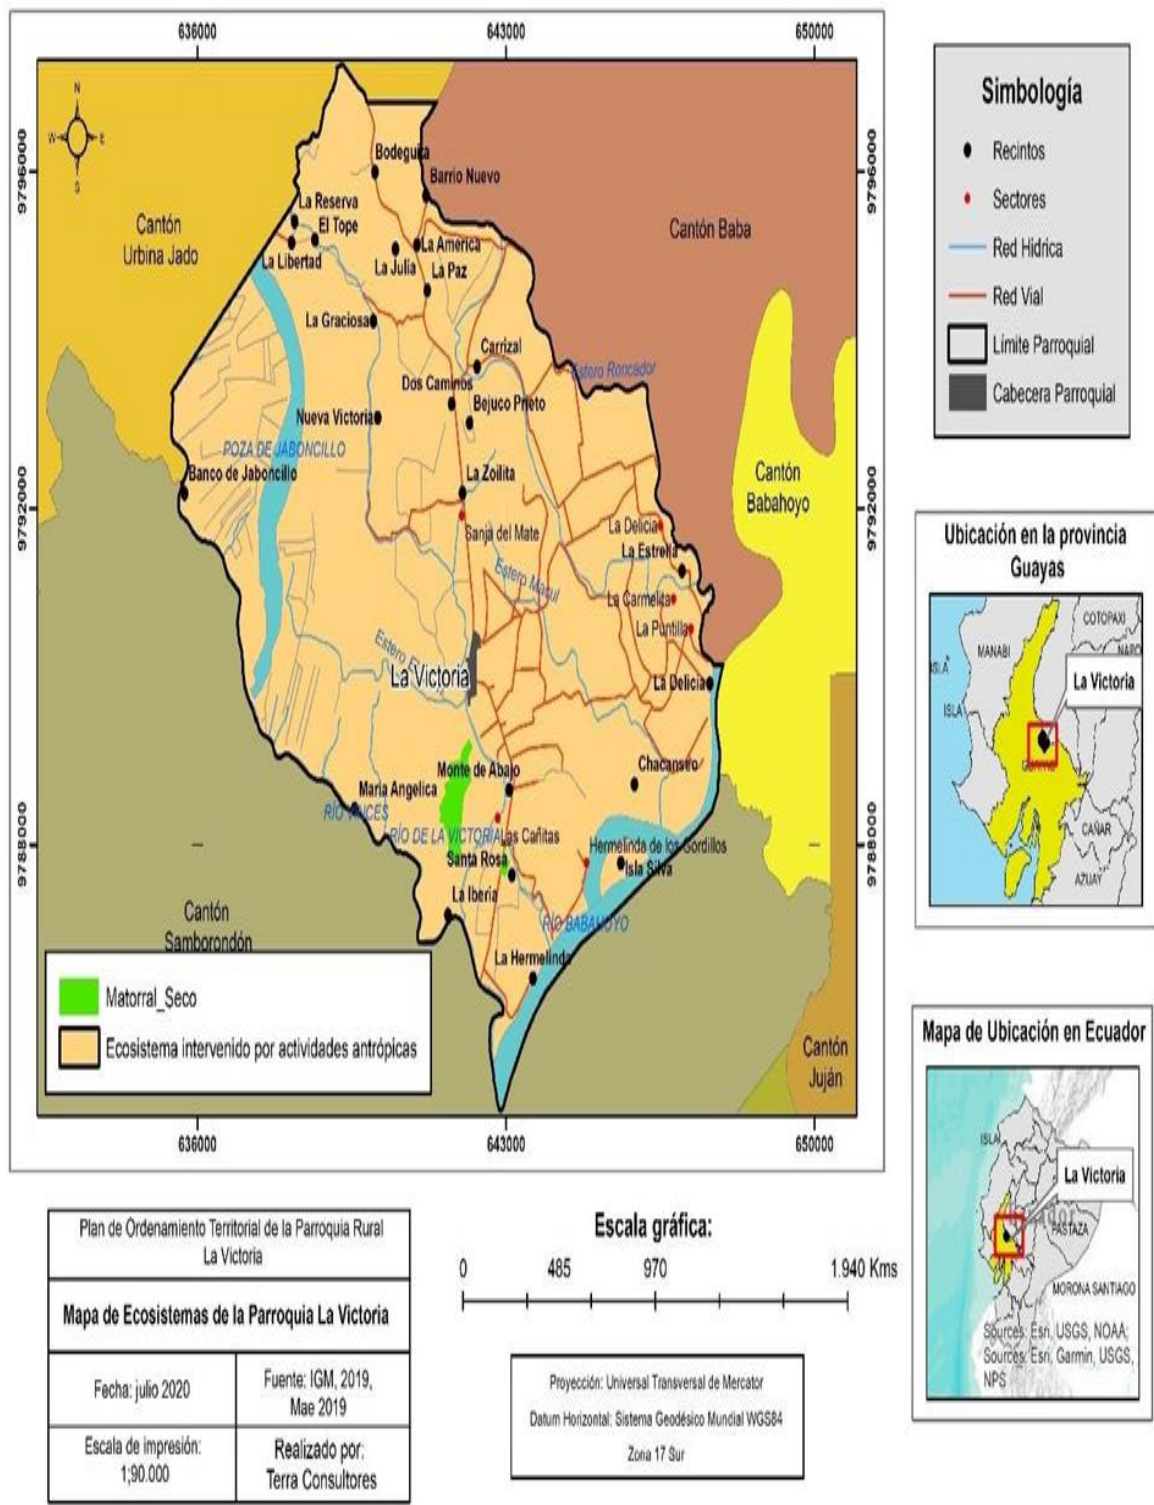 636000
643000
650000
9796000
9792000
9788000
9796000
9792000
9788000
636000
643000
650000
N
W
E
S
Cantón
Urbina Jado
Cantón Baba
Cantón
Babahoyo
Cantón
Samborondón
Cantón
Juján
Bodeguita
Barrio Nuevo
La Reserva
El Tope
La Libertad
La America
La Julia
La Paz
La Graciosa
Carrizal
Estero Roncador
Dos Caminos
Bejuco Prieto
Nueva Victoria
POZA DE JABONCILLO
Banco de Jaboncillo
La Zoilita
Sanja del Mate
La Delicia
La Estrella
Estero Macul
La Carmelita
La Puntilla
Estero
La Victoria
La Delicia
Monte de Abajo
Chacansto
Maria Angelica
RÍO DE LA VICTORIA
Las Cañitas
Hermelinda de los Gordillos
Santa Rosa
Isla Silva
La Iberia
RÍO BABAHOYO
La Hermelinda
Matorral_Seco
Ecosistema intervenido por actividades antrópicas
Simbología
Recintos
Sectores
Red Hídrica
Red Vial
Límite Parroquial
Cabecera Parroquial
Ubicación en la provincia
Guayas
COTOPAXI
MANABI
ISLA
La Victoria
ISLA
CAÑAR
AZUAY
Mapa de Ubicación en Ecuador
ISLA
La Victoria
PASTAZA
MORONA SANTIAGO
Sources: Esri, USGS, NOAA;
Sources: Esri, Garmin, USGS,
NPS
Plan de Ordenamiento Territorial de la Parroquia Rural
La Victoria
Mapa de Ecosistemas de la Parroquia La Victoria
Fecha: julio 2020
Fuente: IGM, 2019,
Mae 2019
Escala de impresión:
1;90.000
Realizado por:
Terra Consultores
Escala gráfica:
0 485 970 1.940 Kms
Proyección: Universal Transversal de Mercator
Datum Horizontal: Sistema Geodésico Mundial WGS84
Zona 17 Sur